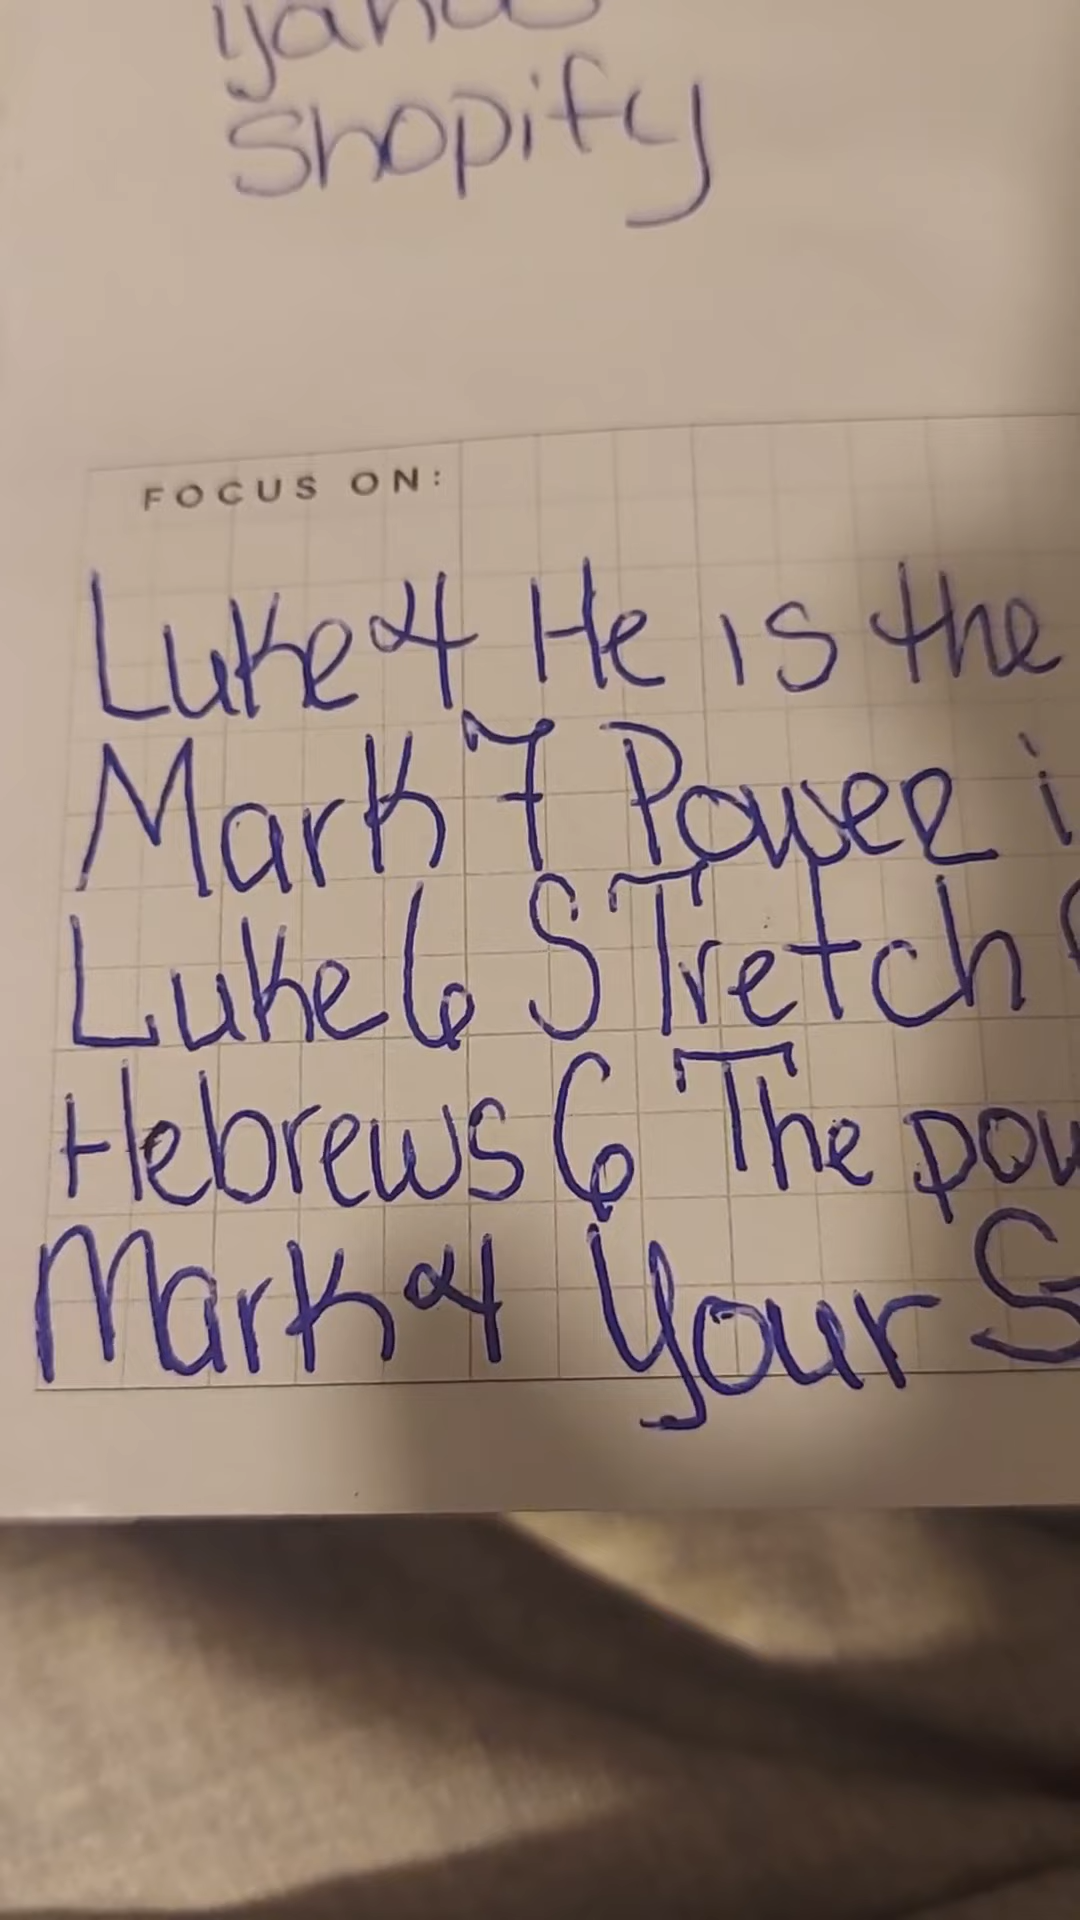 Shopify
FOCUS ON:
Luke 4 He is the
Mark 7 Power
Luke 6 STretch
Hebrews 6 The
Mark 4 Your